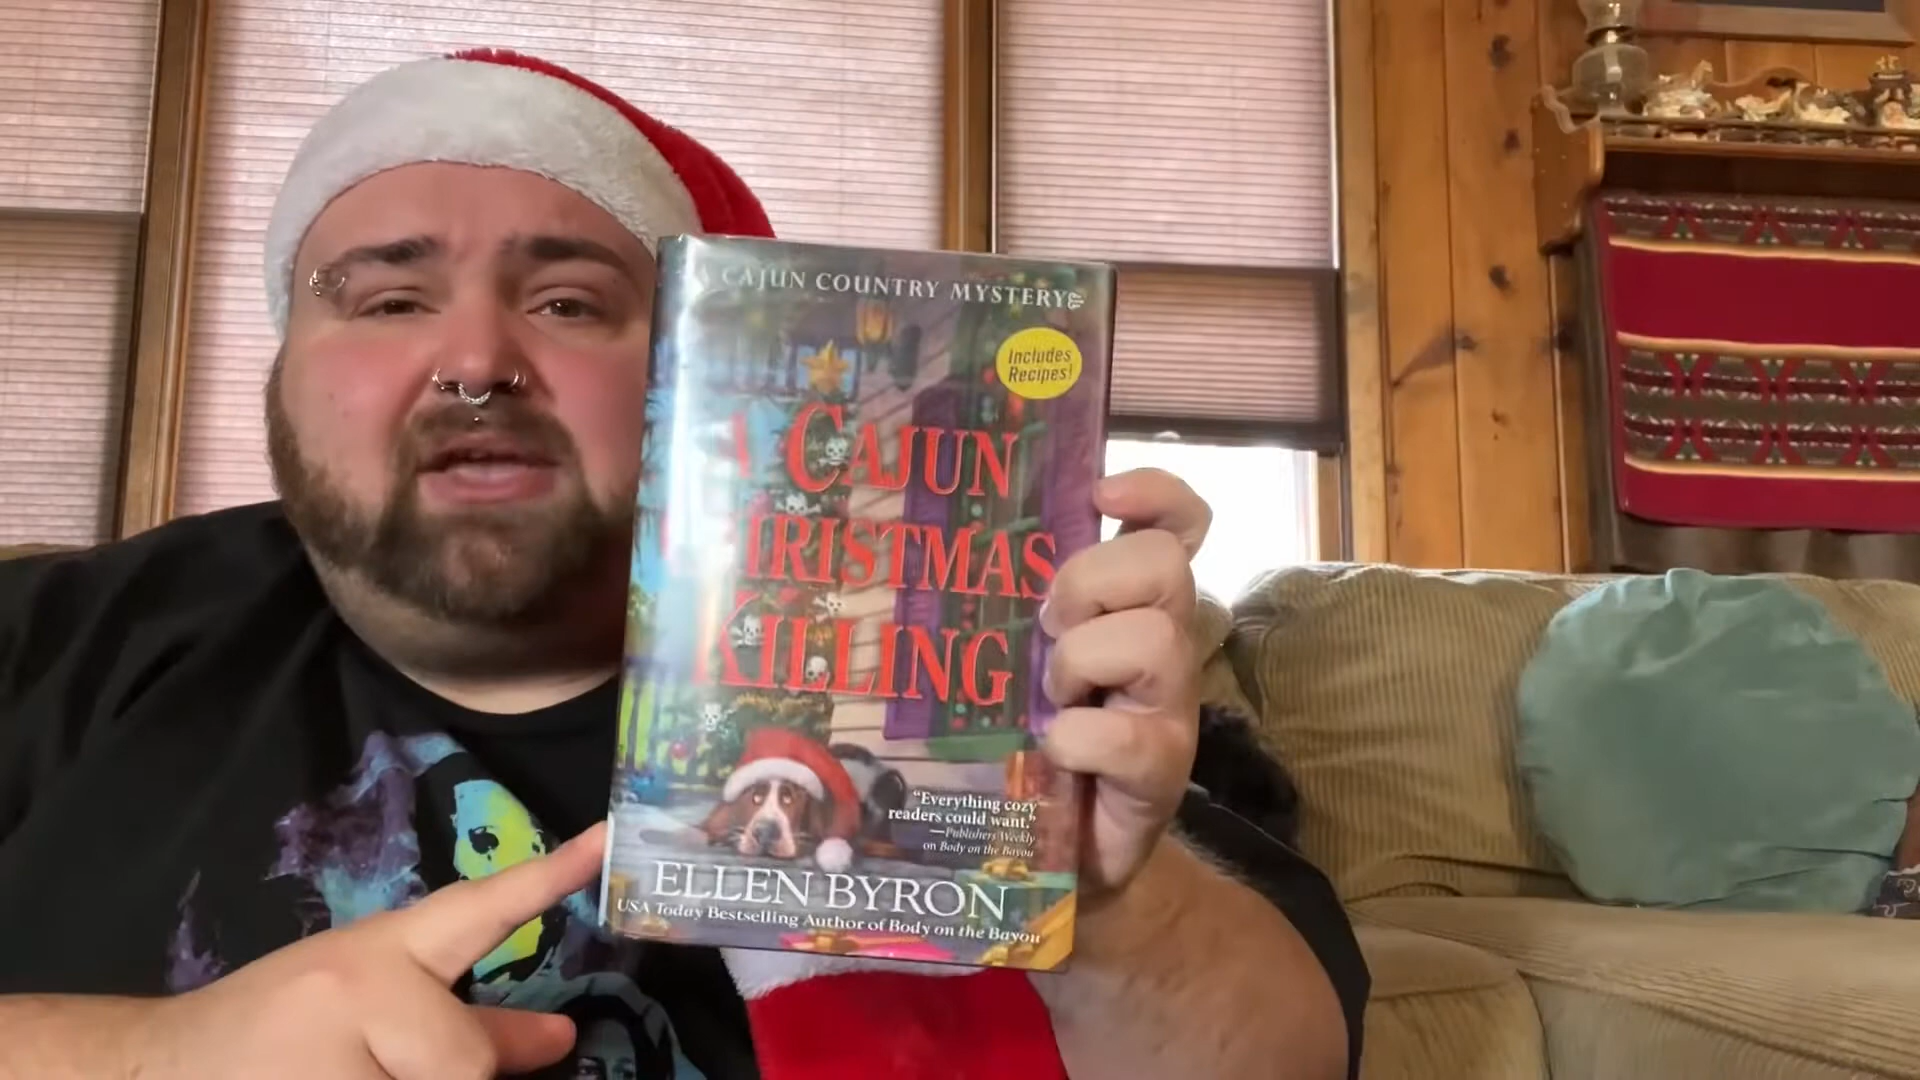 A CAJUN COUNTRY MYSTERY
Includes
Recipes!
A CAJUN
CHRISTMAS
KILLING
“Everything cozy
readers could want.”
—Publishers Weekly
on Body on the Bayou
ELLEN BYRON
USA Today Bestselling Author of Body on the Bayou